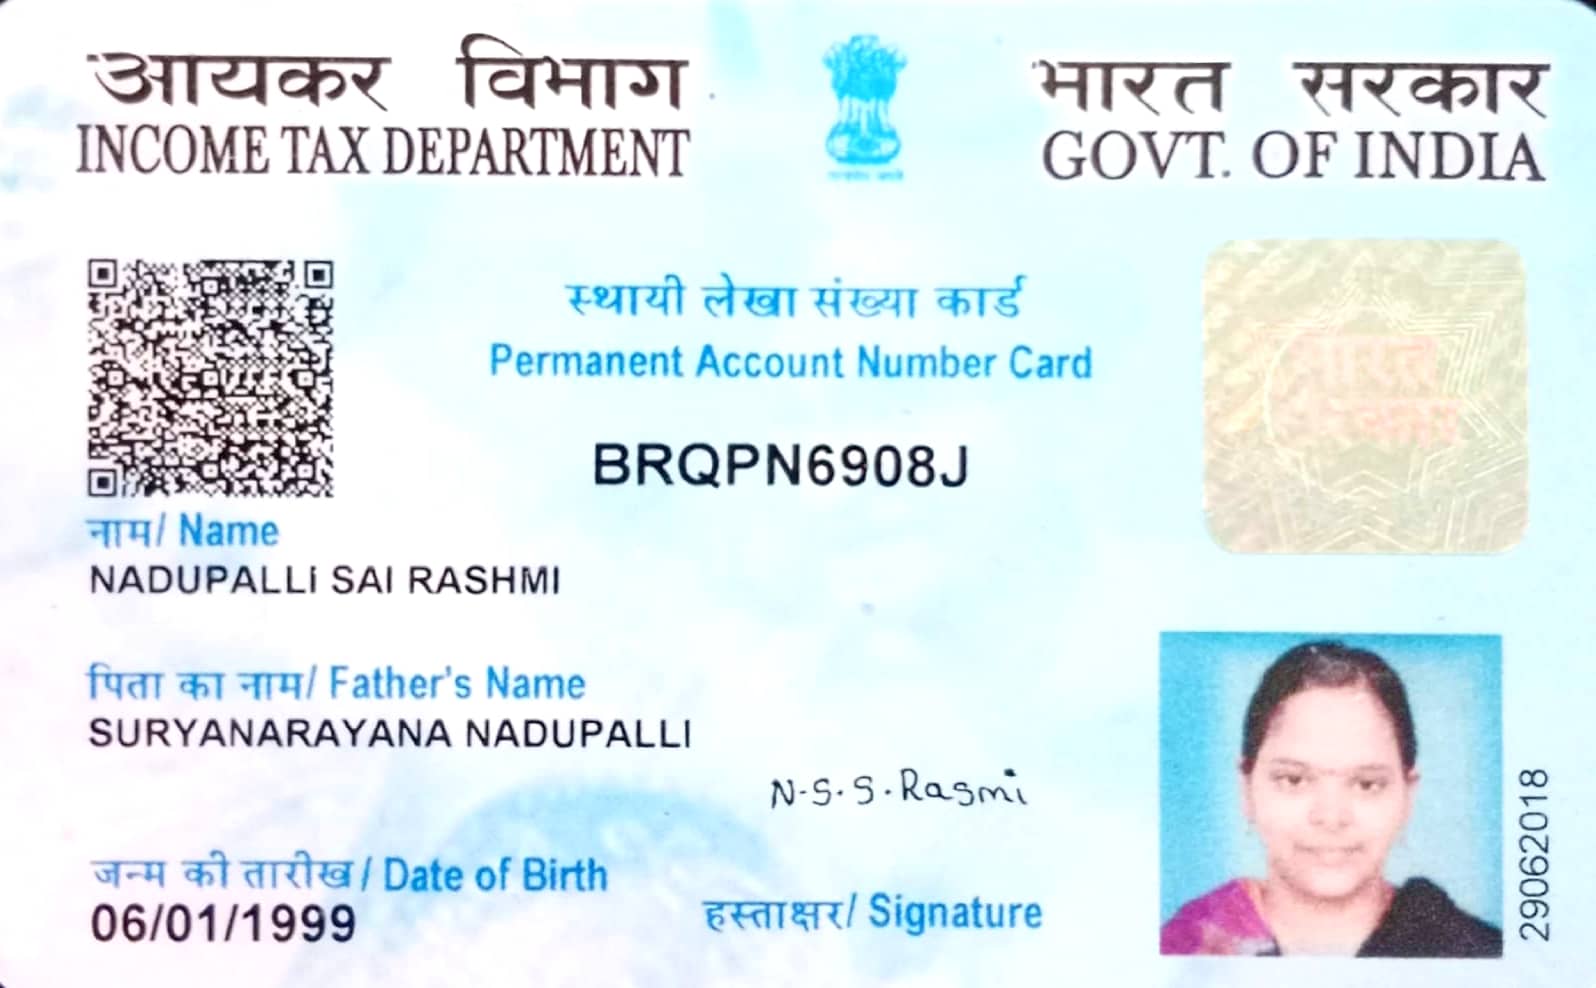 आयकर विभाग
INCOME TAX DEPARTMENT
भारत सरकार
GOVT. OF INDIA
स्थायी लेखा संख्या कार्ड
Permanent Account Number Card
BRQPN6908J
नाम/ Name
NADUPALLI SAI RASHMI
पिता का नाम/ Father's Name
SURYANARAYANA NADUPALLI
N-S.S.Rasmi
जन्म की तारीख/ Date of Birth
06/01/1999
हस्ताक्षर/ Signature
29062018
भारत